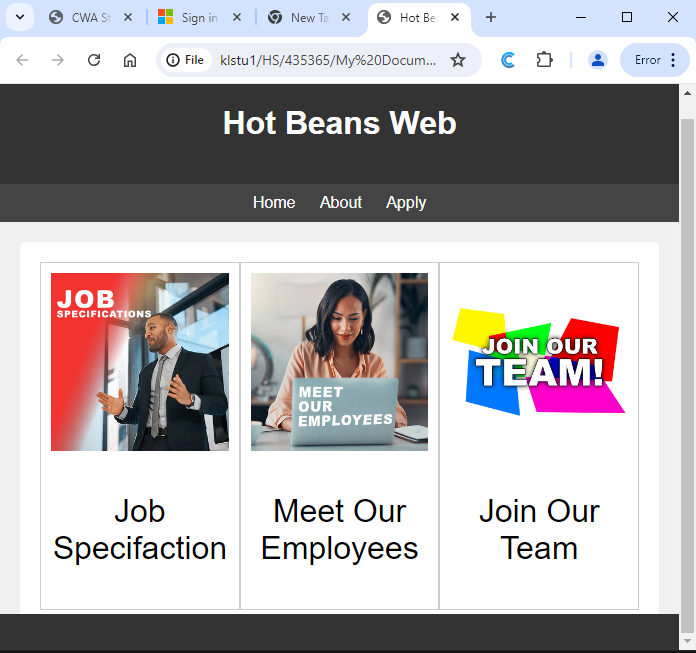 CWA St
Sign in
New Ta
Hot Be
File
klstu1/HS/435365/My%20Docum...
Error
Hot Beans Web
Home About Apply
JOB
SPECIFICATIONS
MEET
OUR
EMPLOYEES
JOIN OUR
TEAM!
Job
Specifaction
Meet Our
Employees
Join Our
Team